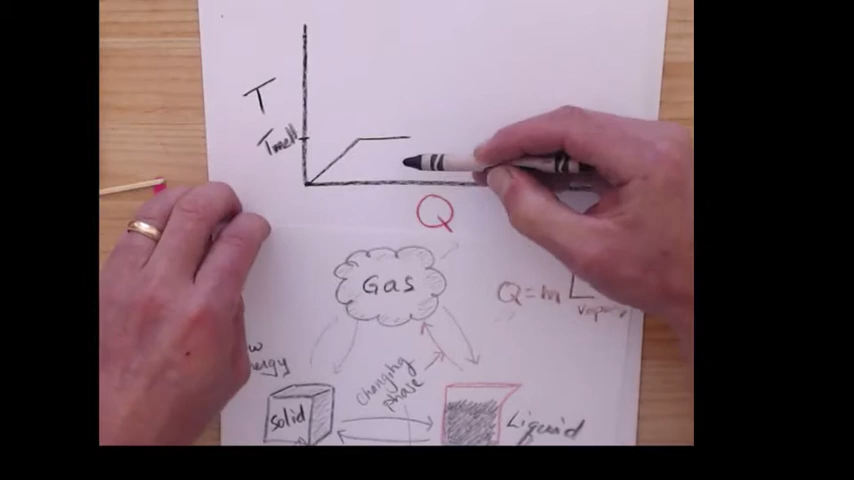 T
Tmelt
Q
Gas
Q = m L
vapor
changing
phase
solid
Liquid